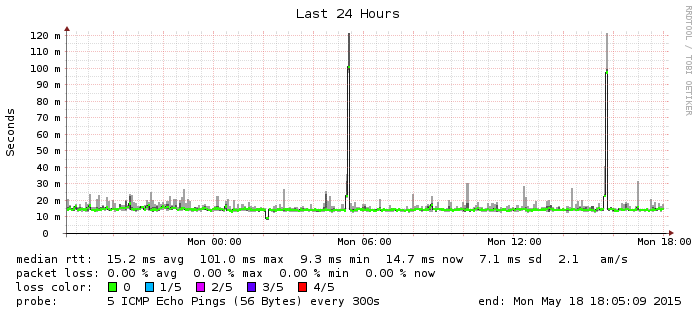 Last 24 Hours
RRDTOOL / TOBI OETIKER
Seconds
120 m
110 m
100 m
90 m
80 m
70 m
60 m
50 m
40 m
30 m
20 m
10 m
0
Mon 00:00 Mon 06:00 Mon 12:00 Mon 18:00
median rtt: 15.2 ms avg 101.0 ms max 9.3 ms min 14.7 ms now 7.1 ms sd 2.1 am/s
packet loss: 0.00 % avg 0.00 % max 0.00 % min 0.00 % now
loss color: 0 1/5 2/5 3/5 4/5
probe: 5 ICMP Echo Pings (56 Bytes) every 300s end: Mon May 18 18:05:09 2015